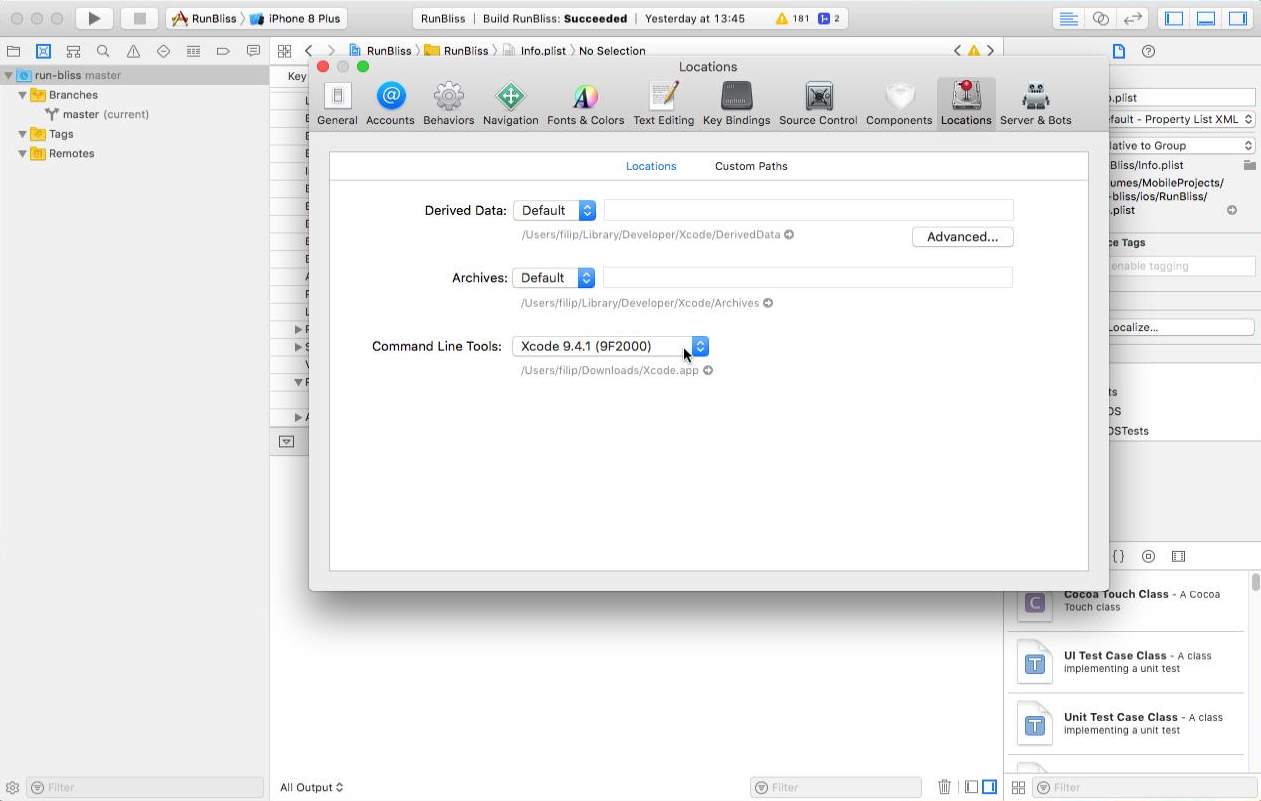 RunBliss 〉 iPhone 8 Plus
RunBliss | Build RunBliss: Succeeded | Yesterday at 13:45 181 2
RunBliss 〉 RunBliss 〉 Info.plist 〉 No Selection
run-bliss master
Branches
master (current)
Tags
Remotes
Filter
Key
Locations
General Accounts Behaviors Navigation Fonts & Colors Text Editing Key Bindings Source Control Components Locations Server & Bots
Locations Custom Paths
Derived Data: Default
/Users/filip/Library/Developer/Xcode/DerivedData
Advanced...
Archives: Default
/Users/filip/Library/Developer/Xcode/Archives
Command Line Tools: Xcode 9.4.1 (9F2000)
/Users/filip/Downloads/Xcode.app
All Output
Filter
o.plist
efault - Property List XML
lative to Group
Bliss/Info.plist
umes/MobileProjects/
-bliss/ios/RunBliss/
.plist
ce Tags
enable tagging
Localize...
ts
OS
OSTests
{}
C
Cocoa Touch Class - A Cocoa
Touch class
T
UI Test Case Class - A class
implementing a unit test
T
Unit Test Case Class - A class
implementing a unit test
Filter